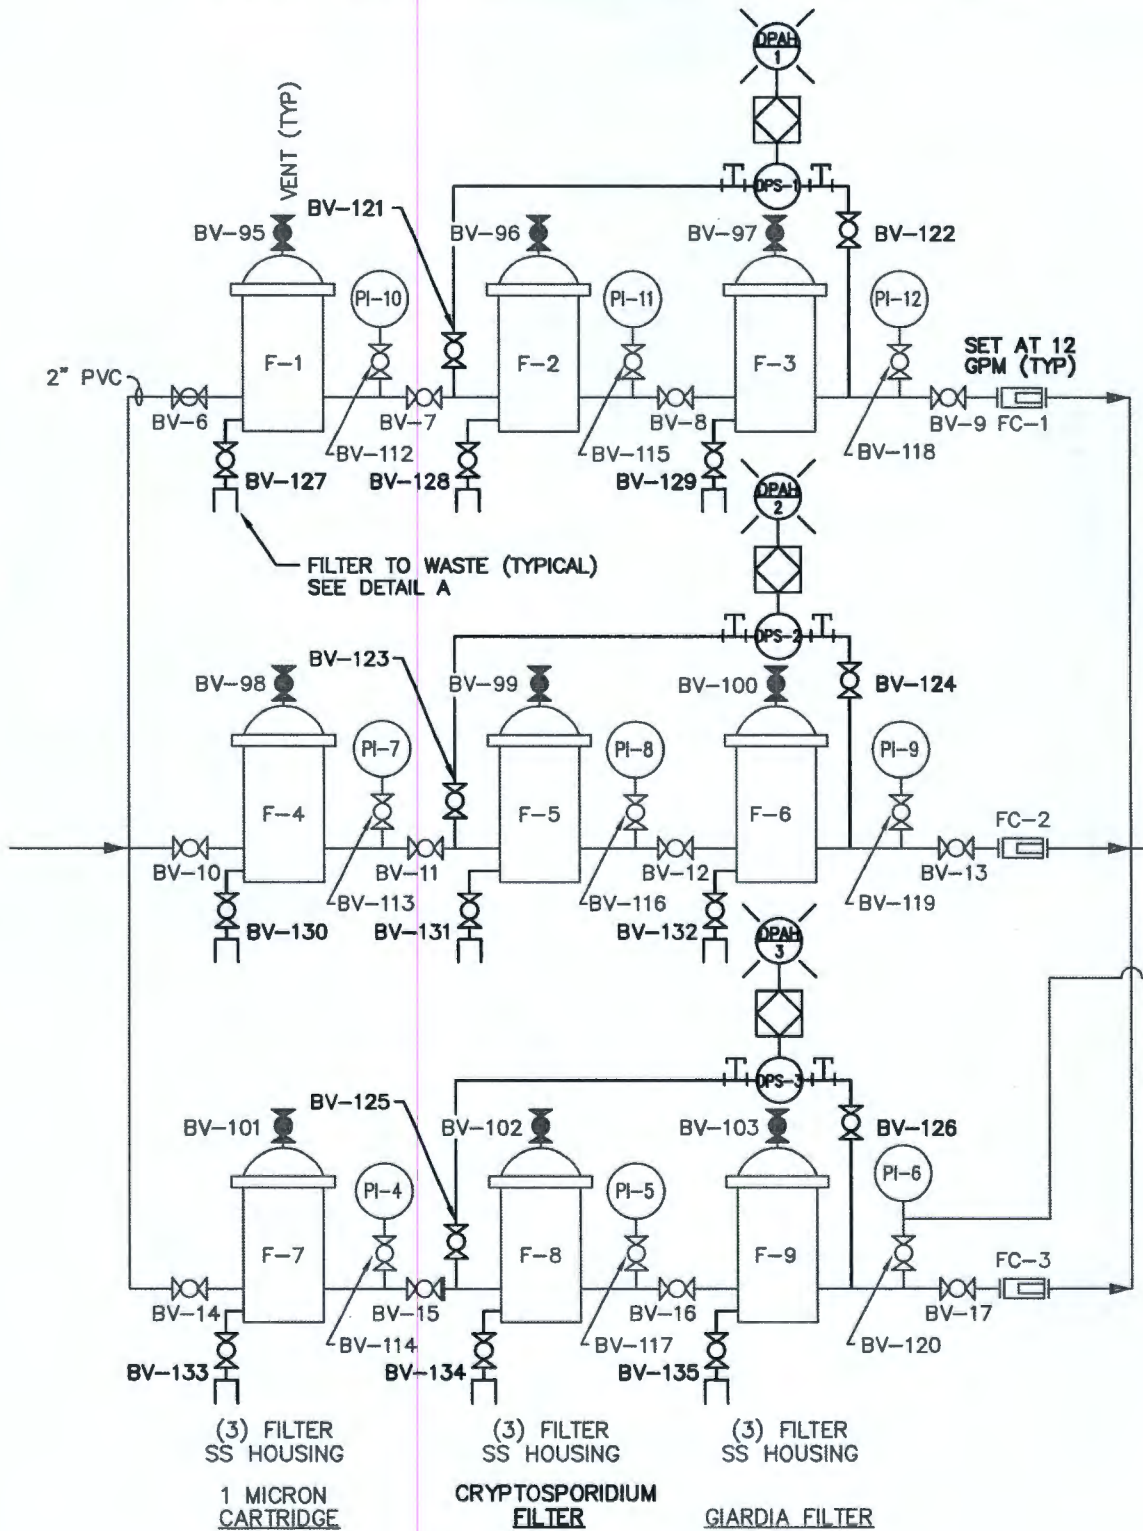 DPAH
1
VENT (TYP)
DPS-1
BV-121
BV-95
BV-96
BV-97
BV-122
PI-10
PI-11
PI-12
F-1
F-2
F-3
SET AT 12
GPM (TYP)
2" PVC
BV-6
BV-7
BV-8
BV-9
FC-1
BV-112
BV-115
BV-118
BV-127
BV-128
BV-129
DPAH
2
FILTER TO WASTE (TYPICAL)
SEE DETAIL A
DPS-2
BV-123
BV-98
BV-99
BV-100
BV-124
PI-7
PI-8
PI-9
F-4
F-5
F-6
FC-2
BV-10
BV-11
BV-12
BV-13
BV-113
BV-116
BV-119
BV-130
BV-131
BV-132
DPAH
3
DPS-3
BV-125
BV-101
BV-102
BV-103
BV-126
PI-4
PI-5
PI-6
F-7
F-8
F-9
FC-3
BV-14
BV-15
BV-16
BV-17
BV-114
BV-117
BV-120
BV-133
BV-134
BV-135
(3) FILTER
SS HOUSING
(3) FILTER
SS HOUSING
(3) FILTER
SS HOUSING
1 MICRON
CARTRIDGE
CRYPTOSPORIDIUM
FILTER
GIARDIA FILTER